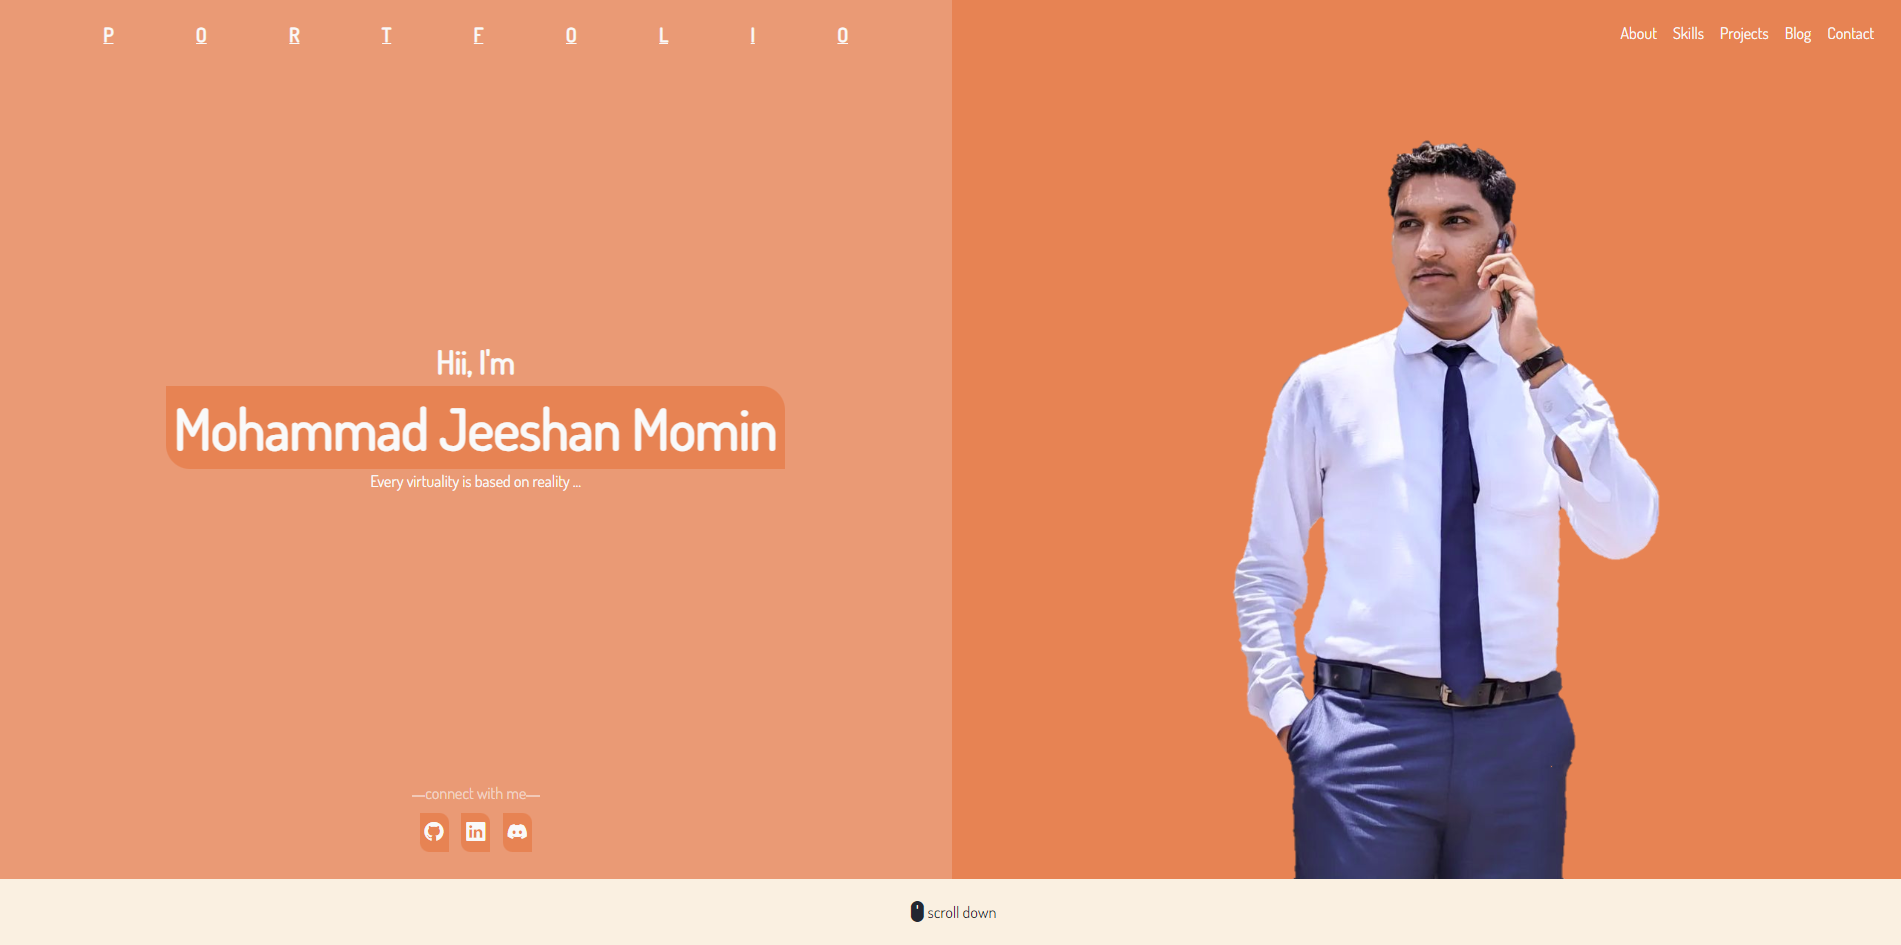 P O R T F O L I O
About Skills Projects Blog Contact
Hii, I'm
Mohammad Jeeshan Momin
Every virtuality is based on reality ...
—connect with me—
in
scroll down